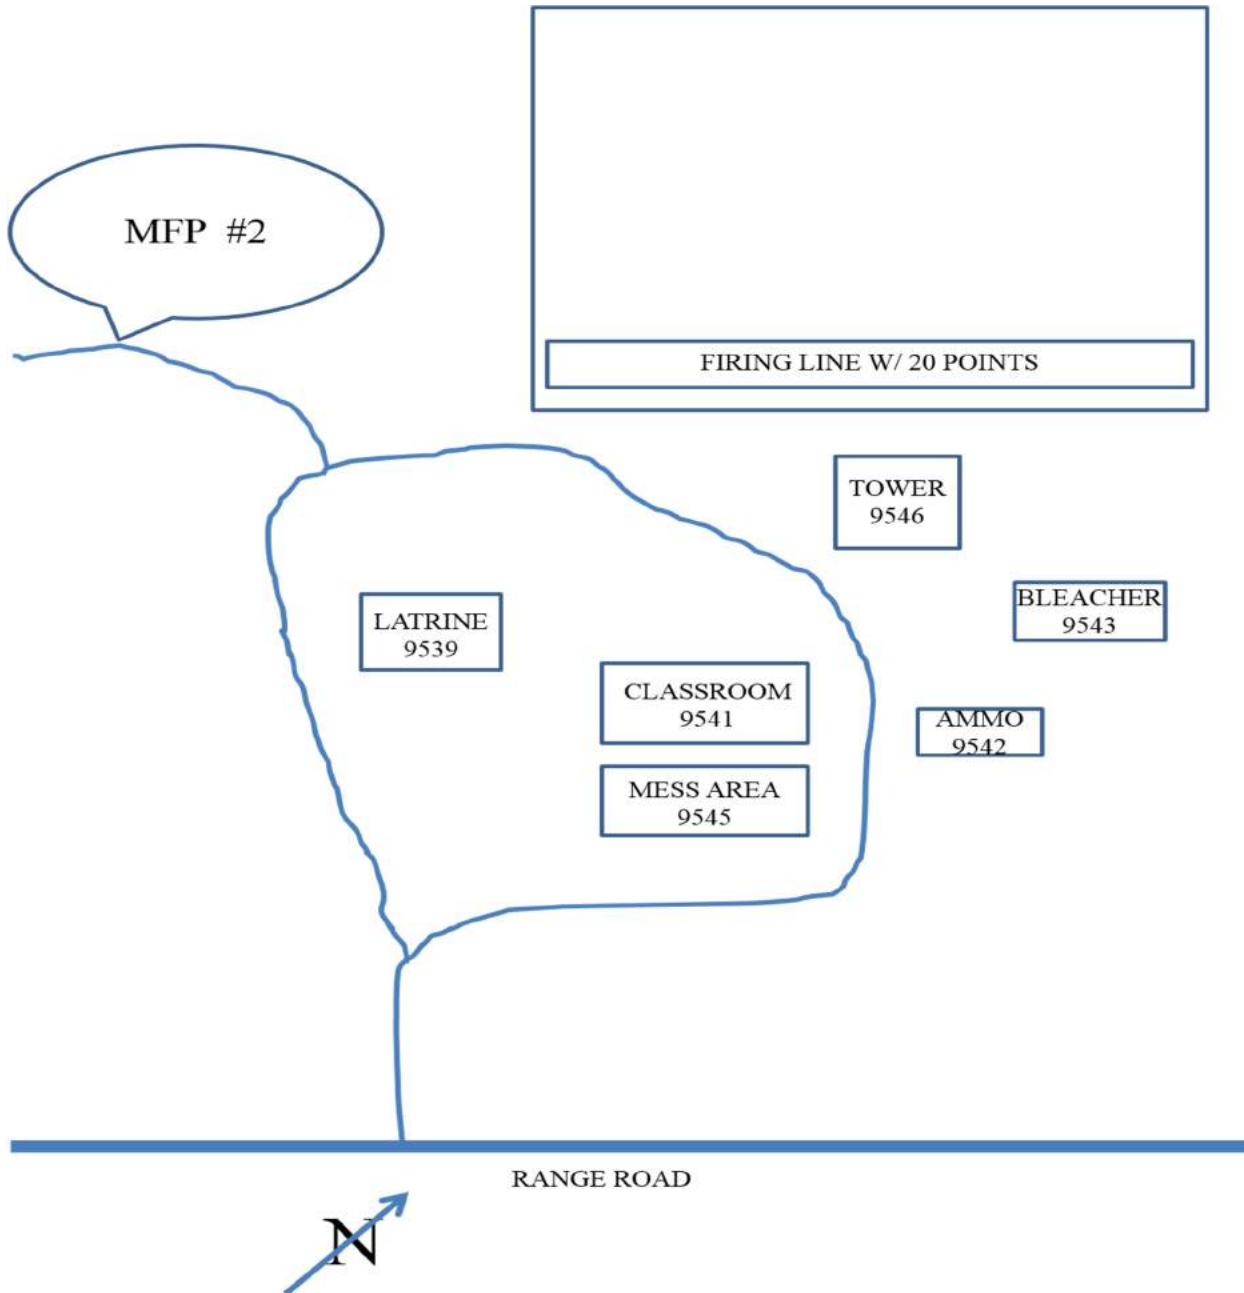 MFP #2
FIRING LINE W/ 20 POINTS
TOWER
9546
BLEACHER
9543
LATRINE
9539
CLASSROOM
9541
AMMO
9542
MESS AREA
9545
RANGE ROAD
N